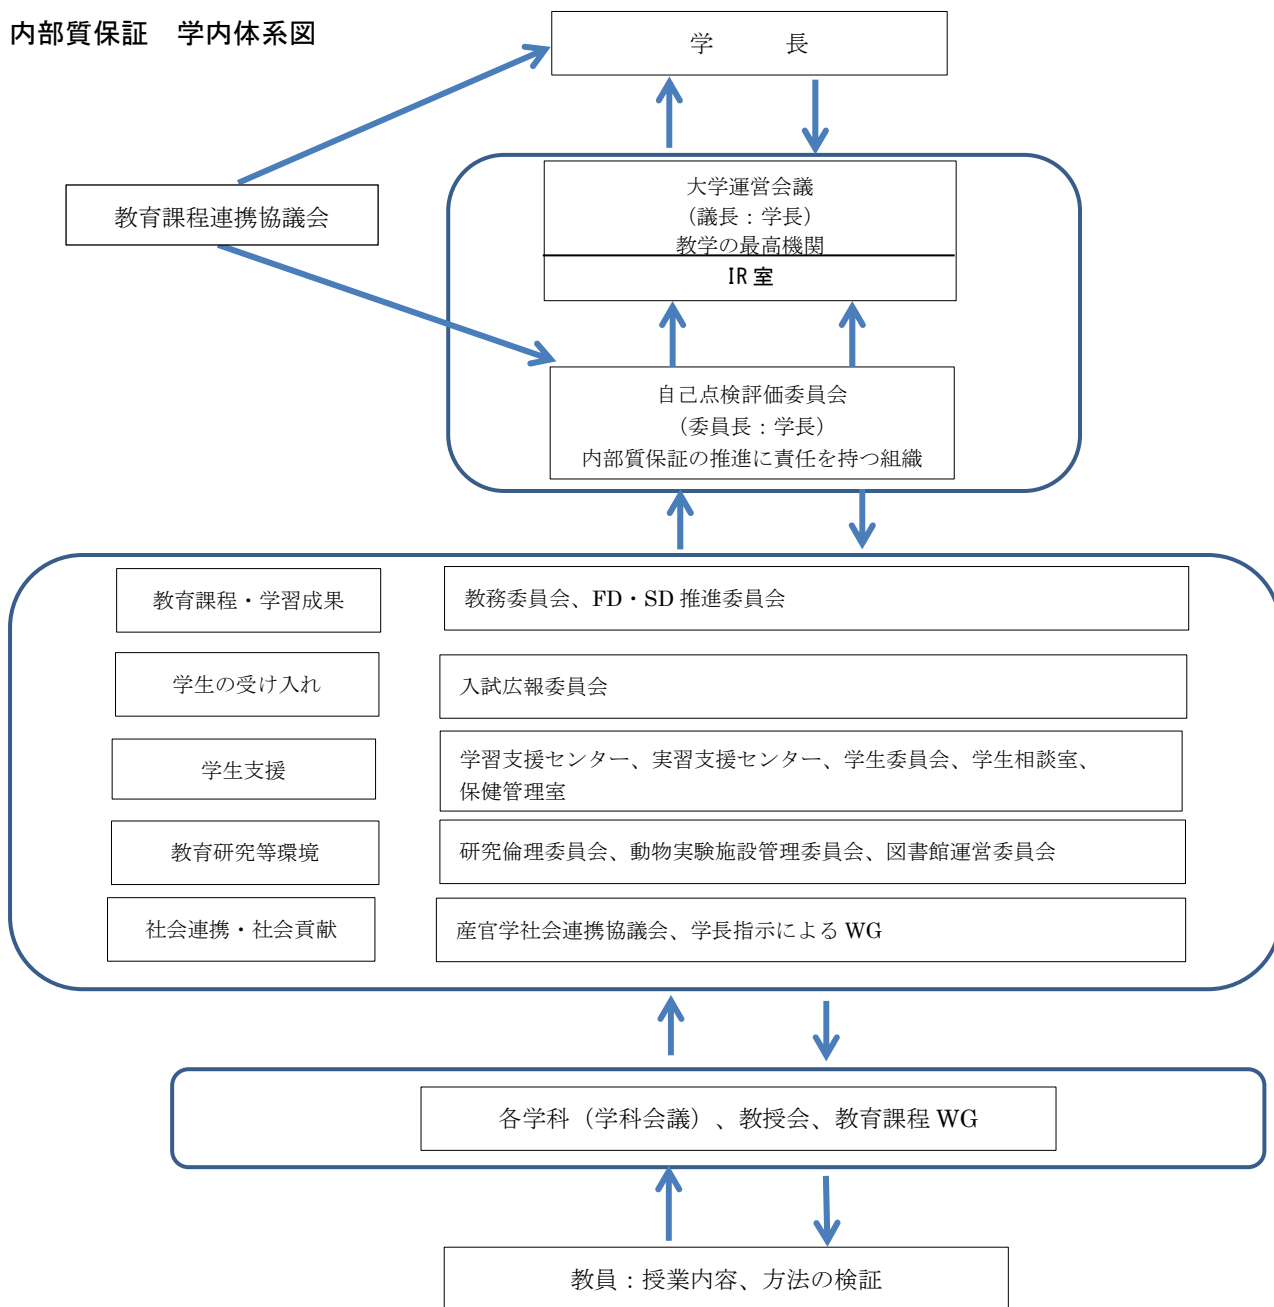 内部質保証　学内体系図
学　　　長
教育課程連携協議会
大学運営会議
（議長：学長）
教学の最高機関
IR 室
自己点検評価委員会
（委員長：学長）
内部質保証の推進に責任を持つ組織
教育課程・学習成果
教務委員会、FD・SD 推進委員会
学生の受け入れ
入試広報委員会
学生支援
学習支援センター、実習支援センター、学生委員会、学生相談室、
保健管理室
教育研究等環境
研究倫理委員会、動物実験施設管理委員会、図書館運営委員会
社会連携・社会貢献
産官学社会連携協議会、学長指示による WG
各学科（学科会議）、教授会、教育課程 WG
教員：授業内容、方法の検証